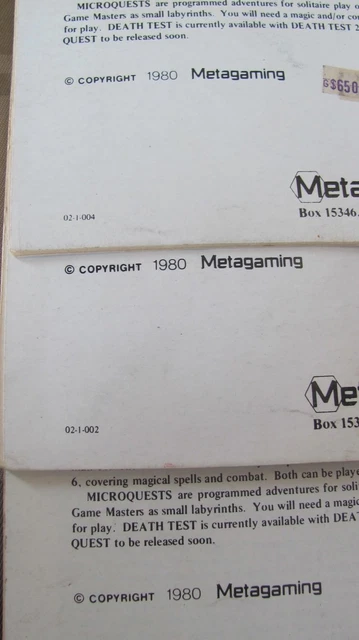 MICROQUESTS are programmed adventures for solitaire play
Game Masters as small labyrinths. You will need a magic and/or
for play. DEATH TEST is currently available with DEATH TEST 2
QUEST to be released soon.
© COPYRIGHT 1980 Metagaming
$650
Meta
Box 15346.
02-1-004
© COPYRIGHT 1980 Metagaming
Me
Box 153
02-1-002
6, covering magical spells and combat. Both can be playe
MICROQUESTS are programmed adventures for soli
Game Masters as small labyrinths. You will need a magic
for play. DEATH TEST is currently available with DEA
QUEST to be released soon.
© COPYRIGHT 1980 Metagaming